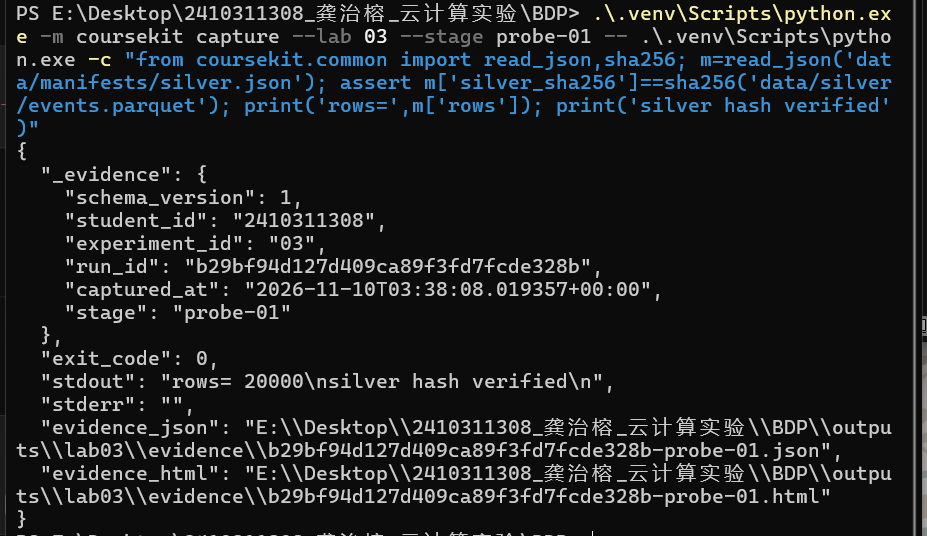 PS E:\Desktop\2410311308_龚治榕_云计算实验\BDP> .\.venv\Scripts\python.ex
e -m coursekit capture --lab 03 --stage probe-01 -- .\.venv\Scripts\pytho
n.exe -c "from coursekit.common import read_json,sha256; m=read_json('dat
a/manifests/silver.json'); assert m['silver_sha256']==sha256('data/silver
/events.parquet'); print('rows=',m['rows']); print('silver hash verified'
)"
{
  "_evidence": {
    "schema_version": 1,
    "student_id": "2410311308",
    "experiment_id": "03",
    "run_id": "b29bf94d127d409ca89f3fd7fcde328b",
    "captured_at": "2026-11-10T03:38:08.019357+00:00",
    "stage": "probe-01"
  },
  "exit_code": 0,
  "stdout": "rows= 20000\nsilver hash verified\n",
  "stderr": "",
  "evidence_json": "E:\\Desktop\\2410311308_龚治榕_云计算实验\\BDP\\outpu
ts\\lab03\\evidence\\b29bf94d127d409ca89f3fd7fcde328b-probe-01.json",
  "evidence_html": "E:\\Desktop\\2410311308_龚治榕_云计算实验\\BDP\\outpu
ts\\lab03\\evidence\\b29bf94d127d409ca89f3fd7fcde328b-probe-01.html"
}